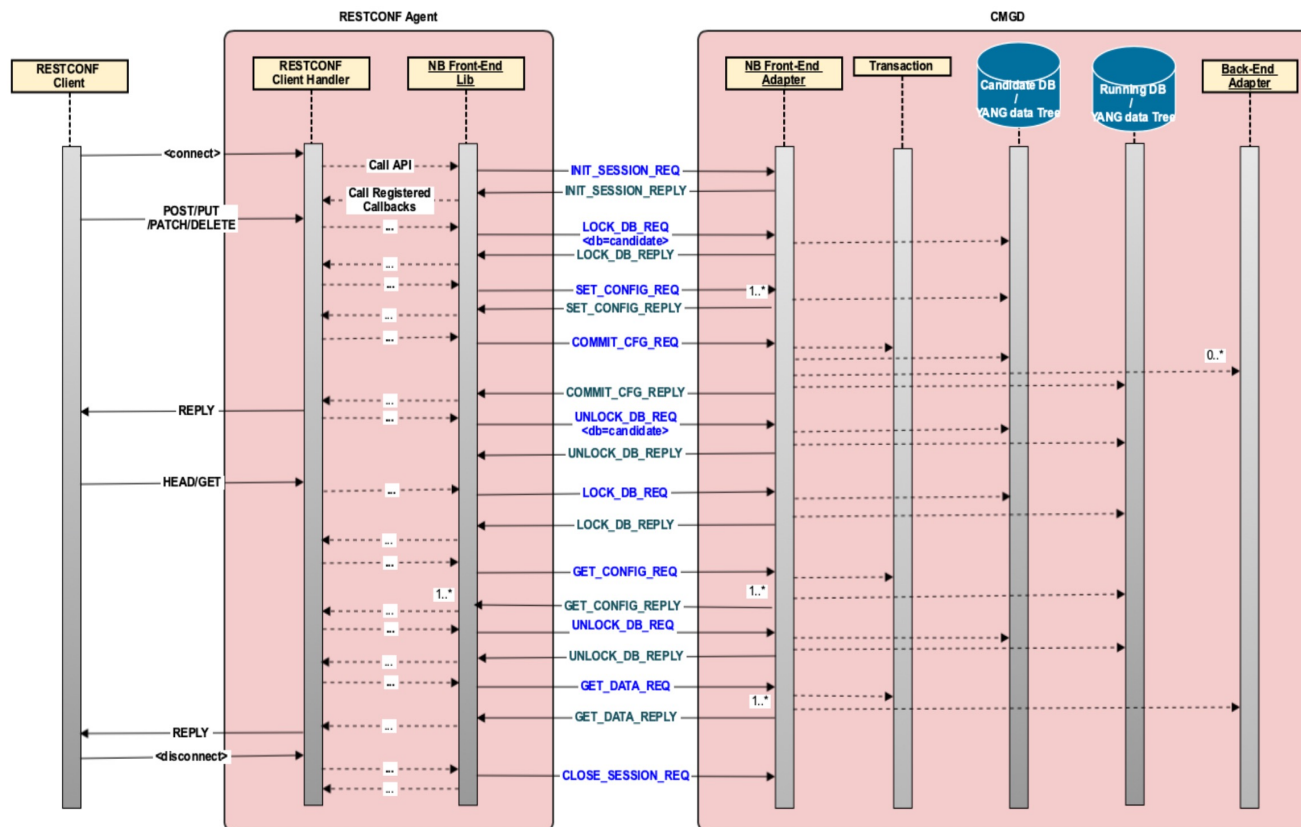 RESTCONF Agent
CMGD
RESTCONF
Client
RESTCONF
Client Handler
NB Front-End
Lib
NB Front-End
Adapter
Transaction
Candidate DB
/
YANG data Tree
Running DB
/
YANG data Tree
Back-End
Adapter
<connect>
Call API
INIT_SESSION_REQ
INIT_SESSION_REPLY
Call Registered
Callbacks
POST/PUT
/PATCH/DELETE
...
LOCK_DB_REQ
<db=candidate>
LOCK_DB_REPLY
...
...
SET_CONFIG_REQ
1..*
SET_CONFIG_REPLY
...
...
COMMIT_CFG_REQ
0..*
COMMIT_CFG_REPLY
...
REPLY
...
UNLOCK_DB_REQ
<db=candidate>
UNLOCK_DB_REPLY
HEAD/GET
...
LOCK_DB_REQ
LOCK_DB_REPLY
...
...
GET_CONFIG_REQ
1..*
1..*
GET_CONFIG_REPLY
...
...
UNLOCK_DB_REQ
UNLOCK_DB_REPLY
...
...
GET_DATA_REQ
1..*
GET_DATA_REPLY
...
REPLY
<disconnect>
...
CLOSE_SESSION_REQ
...